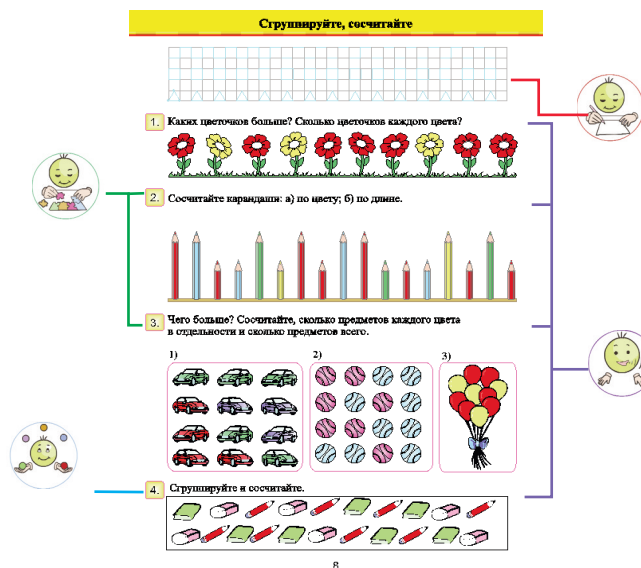 Сгруппируйте, сосчитайте
1. Каких цветочков больше? Сколько цветочков каждого цвета?
2. Сосчитайте карандаши: а) по цвету; б) по длине.
3. Чего больше? Сосчитайте, сколько предметов каждого цвета
в отдельности и сколько предметов всего.
1) 2) 3)
4. Сгруппируйте и сосчитайте.
8